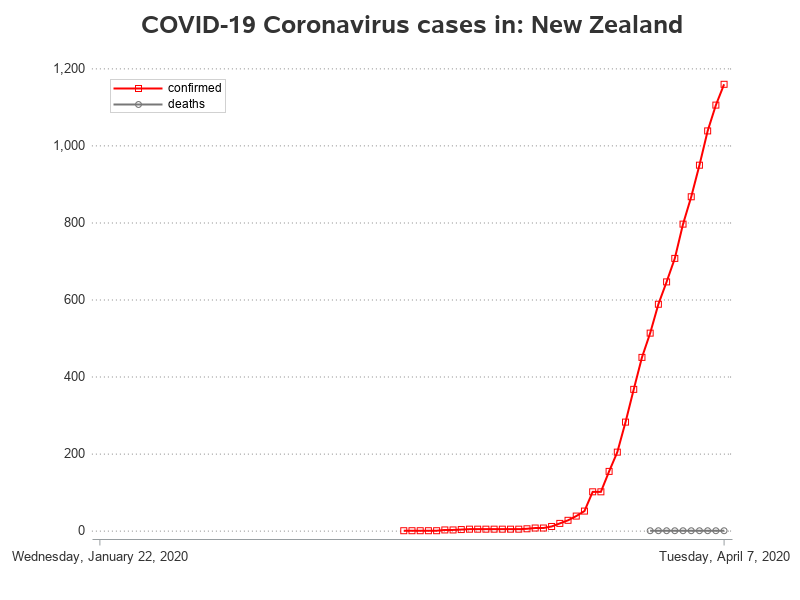 COVID-19 Coronavirus cases in: New Zealand
1,200
confirmed
deaths
1,000
800
600
400
200
0
Wednesday, January 22, 2020 Tuesday, April 7, 2020